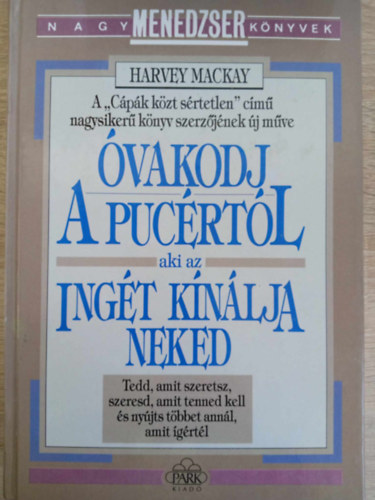 NAGY MENEDZSER KÖNYVEK
HARVEY MACKAY
A „Cápák közt sértetlen” című
nagysikerű könyv szerzőjének új műve
ÓVAKODJ
A PUCÉRTÓL
aki az
INGÉT KÍNÁLJA
NEKED
Tedd, amit szeretsz,
szeresd, amit tenned kell
és nyújts többet annál,
amit ígértél
PARK
KIADÓ